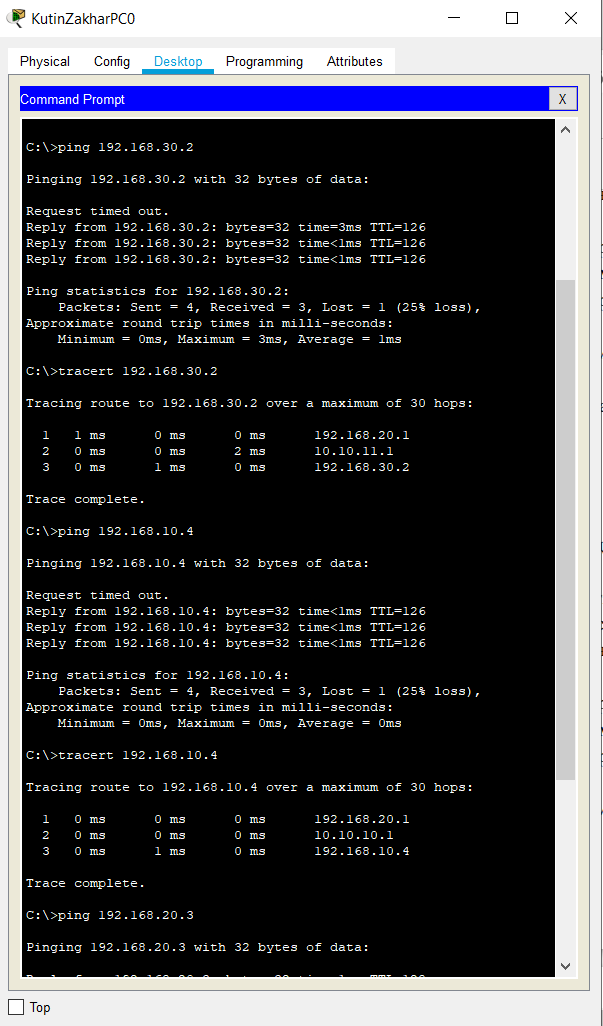 KutinZakharPC0
Physical Config Desktop Programming Attributes
Command Prompt X
C:\>ping 192.168.30.2
Pinging 192.168.30.2 with 32 bytes of data:
Request timed out.
Reply from 192.168.30.2: bytes=32 time=3ms TTL=126
Reply from 192.168.30.2: bytes=32 time<1ms TTL=126
Reply from 192.168.30.2: bytes=32 time<1ms TTL=126
Ping statistics for 192.168.30.2:
Packets: Sent = 4, Received = 3, Lost = 1 (25% loss),
Approximate round trip times in milli-seconds:
Minimum = 0ms, Maximum = 3ms, Average = 1ms
C:\>tracert 192.168.30.2
Tracing route to 192.168.30.2 over a maximum of 30 hops:
1 1 ms 0 ms 0 ms 192.168.20.1
2 0 ms 0 ms 2 ms 10.10.11.1
3 0 ms 1 ms 0 ms 192.168.30.2
Trace complete.
C:\>ping 192.168.10.4
Pinging 192.168.10.4 with 32 bytes of data:
Request timed out.
Reply from 192.168.10.4: bytes=32 time<1ms TTL=126
Reply from 192.168.10.4: bytes=32 time<1ms TTL=126
Reply from 192.168.10.4: bytes=32 time<1ms TTL=126
Ping statistics for 192.168.10.4:
Packets: Sent = 4, Received = 3, Lost = 1 (25% loss),
Approximate round trip times in milli-seconds:
Minimum = 0ms, Maximum = 0ms, Average = 0ms
C:\>tracert 192.168.10.4
Tracing route to 192.168.10.4 over a maximum of 30 hops:
1 0 ms 0 ms 0 ms 192.168.20.1
2 0 ms 0 ms 0 ms 10.10.10.1
3 0 ms 1 ms 0 ms 192.168.10.4
Trace complete.
C:\>ping 192.168.20.3
Pinging 192.168.20.3 with 32 bytes of data:
Top